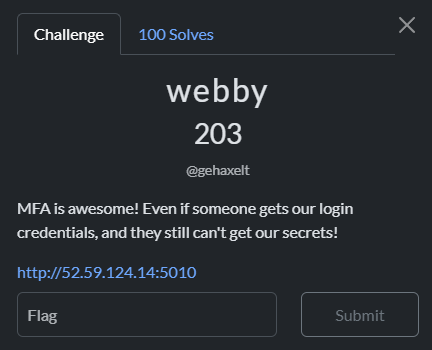 Challenge
100 Solves
webby
203
@gehaxelt
MFA is awesome! Even if someone gets our login
credentials, and they still can't get our secrets!
http://52.59.124.14:5010
Flag
Submit